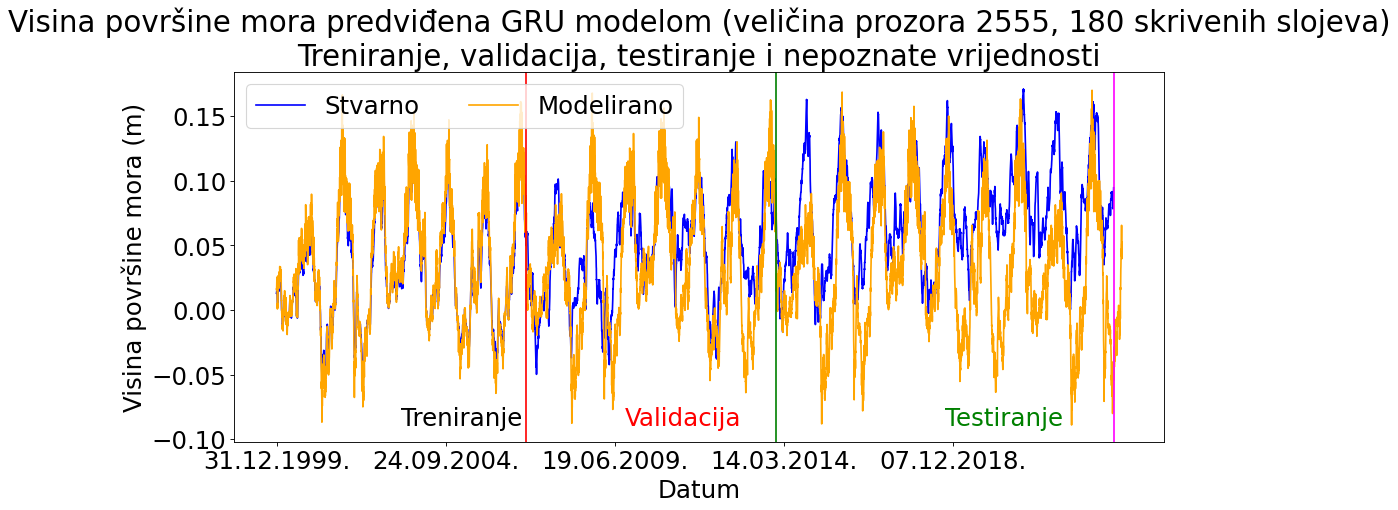 Visina površine mora predviđena GRU modelom (veličina prozora 2555, 180 skrivenih slojeva)
Treniranje, validacija, testiranje i nepoznate vrijednosti
Stvarno Modelirano
Visina površine mora (m)
0.15
0.10
0.05
0.00
−0.05
−0.10
Treniranje Validacija Testiranje
31.12.1999. 24.09.2004. 19.06.2009. 14.03.2014. 07.12.2018.
Datum